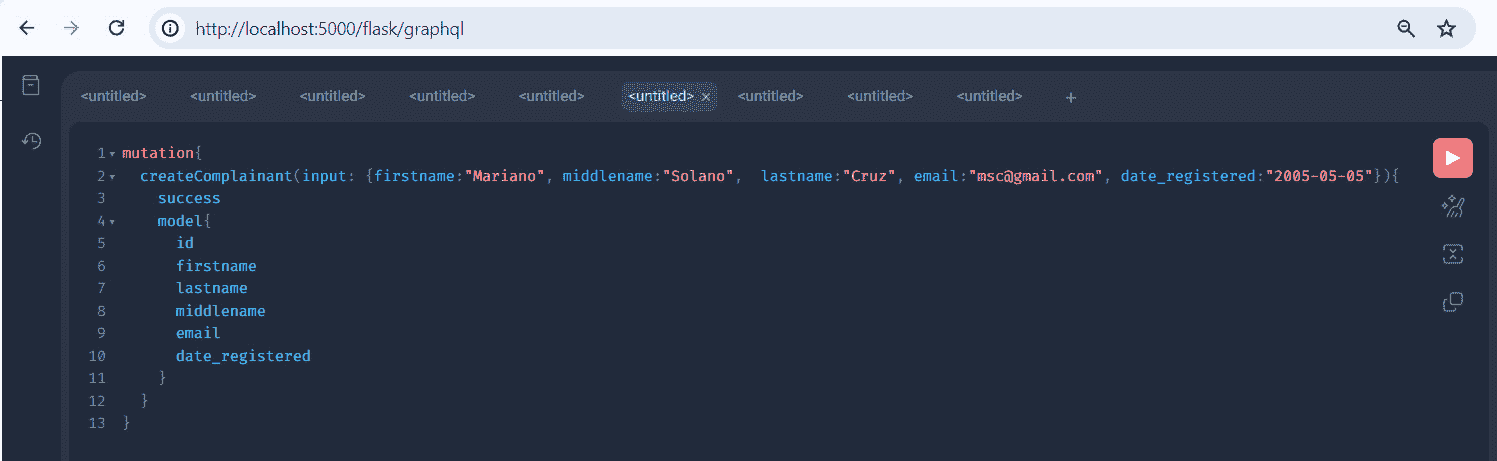 http://localhost:5000/flask/graphql
<untitled> <untitled> <untitled> <untitled> <untitled> <untitled> × <untitled> <untitled> <untitled> +
1 mutation{
2 createComplainant(input: {firstname:"Mariano", middlename:"Solano",  lastname:"Cruz", email:"msc@gmail.com", date_registered:"2005-05-05"}){
3 success
4 model{
5 id
6 firstname
7 lastname
8 middlename
9 email
10 date_registered
11 }
12 }
13 }